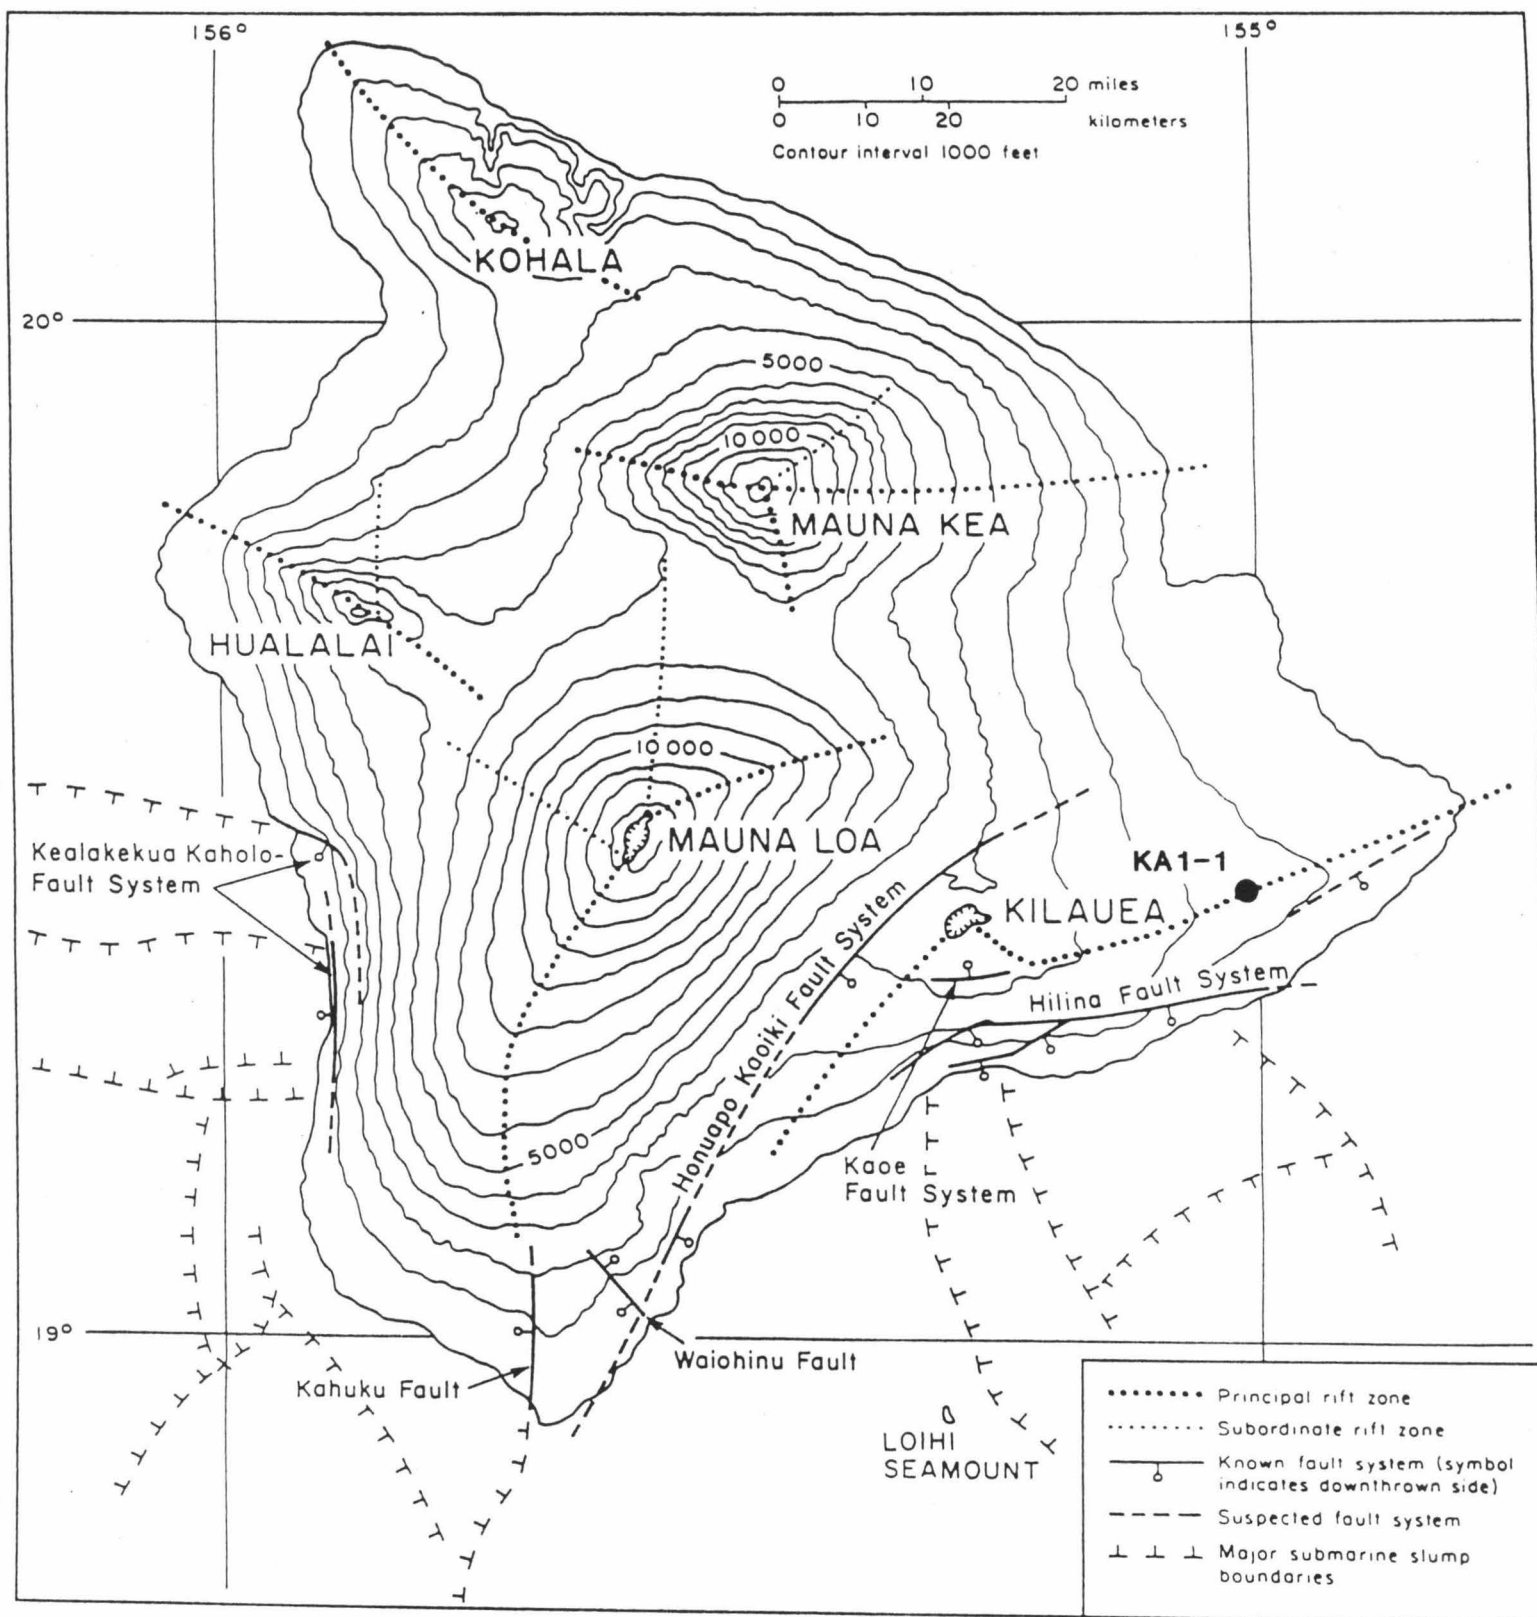 156°
155°
0 10 20 miles
0 10 20 kilometers
Contour interval 1000 feet
KOHALA
20°
5000
10 000
MAUNA KEA
HUALALAI
10 000
MAUNA LOA
Kealakekua Kaholo-
Fault System
KA1-1
KILAUEA
Honuapo Kaoiki Fault System
Hilina Fault System
5000
Kaoe
Fault System
19°
Waiohinu Fault
Kahuku Fault
LOIHI
SEAMOUNT
Principal rift zone
Subordinate rift zone
Known fault system (symbol
indicates downthrown side)
Suspected fault system
Major submarine slump
boundaries